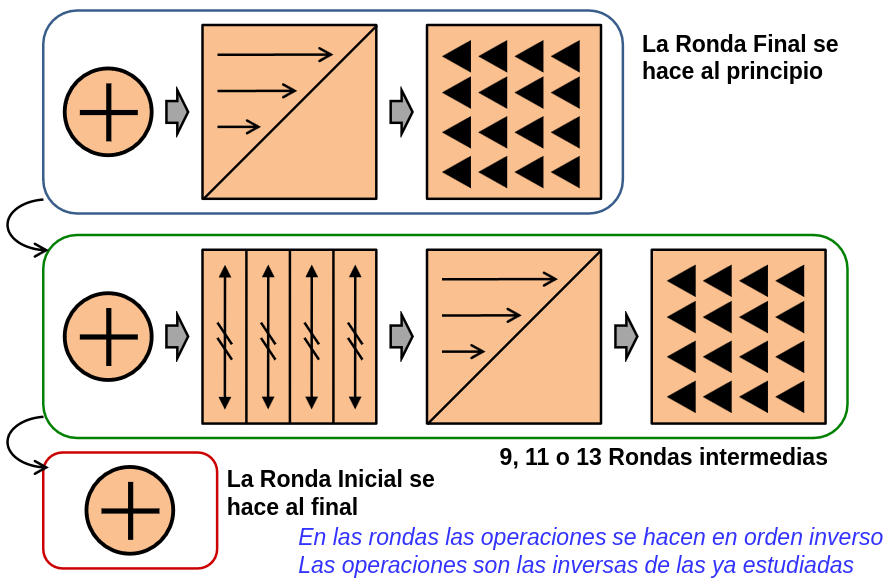 La Ronda Final se
hace al principio
9, 11 o 13 Rondas intermedias
La Ronda Inicial se
hace al final
En las rondas las operaciones se hacen en orden inverso
Las operaciones son las inversas de las ya estudiadas